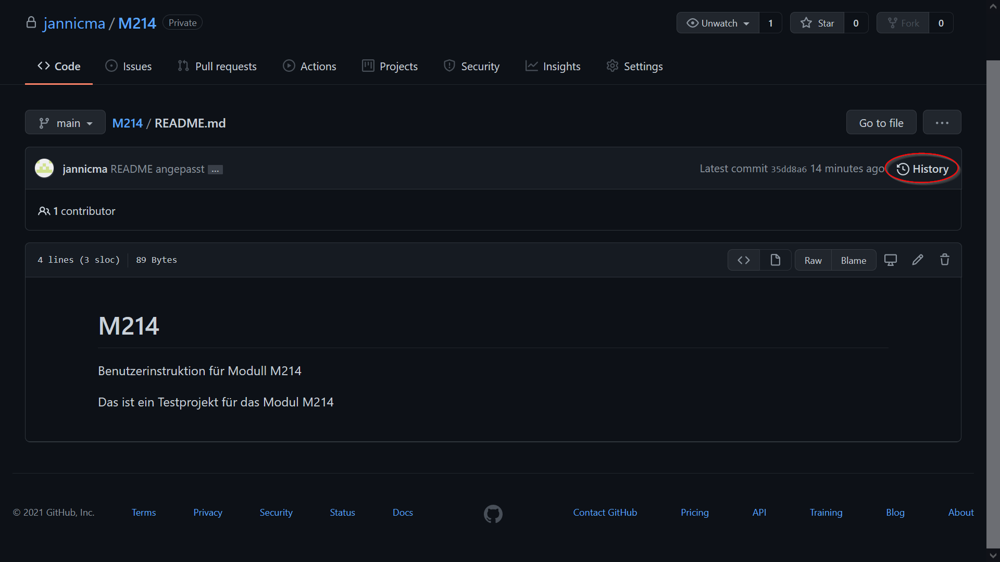 jannicma / M214 Private Unwatch 1 Star 0 Fork 0
Code Issues Pull requests Actions Projects Security Insights Settings
main M214 / README.md Go to file ...
jannicma README angepasst ... Latest commit 35dd8a6 14 minutes ago History
1 contributor
4 lines (3 sloc) 89 Bytes <> Raw Blame
M214
Benutzerinstruktion für Modull M214
Das ist ein Testprojekt für das Modul M214
© 2021 GitHub, Inc. Terms Privacy Security Status Docs Contact GitHub Pricing API Training Blog About